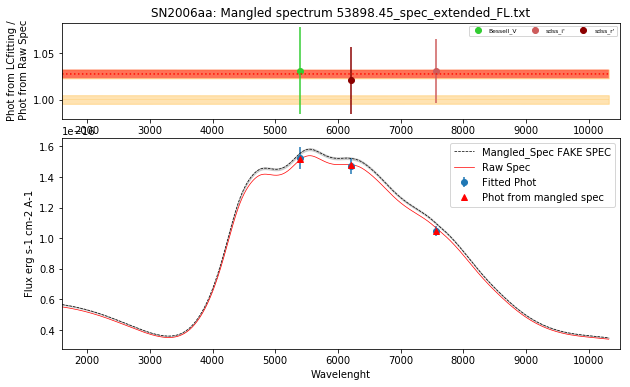 SN2006aa: Mangled spectrum 53898.45_spec_extended_FL.txt
Phot from LCfitting /
Phot from Raw Spec
1.05
1.00
Bessell_V
sdss_i'
sdss_r'
2000 3000 4000 5000 6000 7000 8000 9000 10000
1e−16
Flux erg s-1 cm-2 A-1
1.6
1.4
1.2
1.0
0.8
0.6
0.4
Mangled_Spec FAKE SPEC
Raw Spec
Fitted Phot
Phot from mangled spec
2000 3000 4000 5000 6000 7000 8000 9000 10000
Wavelenght